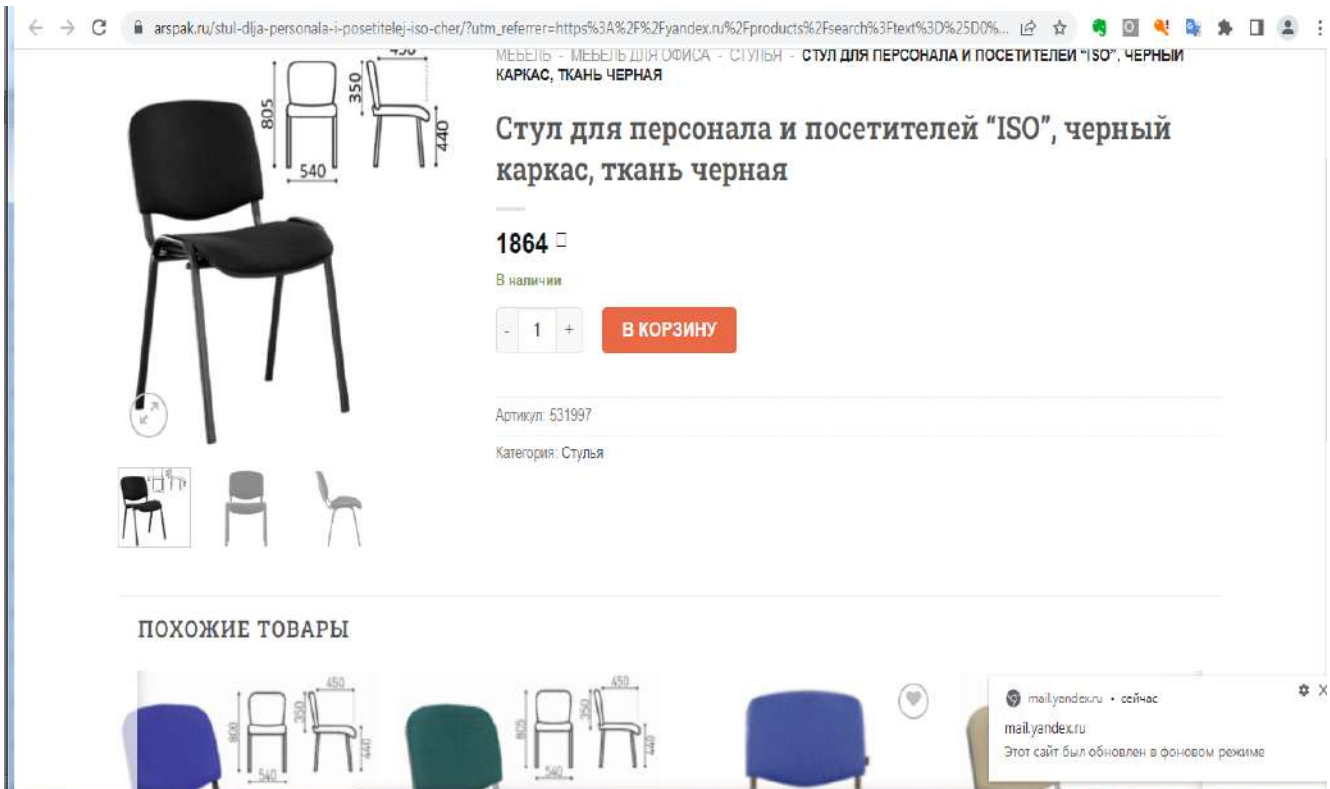 arspak.ru/stul-dlja-personala-i-posetitelej-iso-cher/?utm_referrer=https%3A%2F%2Fyandex.ru%2Fproducts%2Fsearch%3Ftext%3D%25D0%...
МЕБЕЛЬ - МЕБЕЛЬ ДЛЯ ОФИСА - СТУЛЬЯ - СТУЛ ДЛЯ ПЕРСОНАЛА И ПОСЕТИТЕЛЕЙ "ISO", ЧЕРНЫЙ
КАРКАС, ТКАНЬ ЧЕРНАЯ
450
805
350
440
540
Стул для персонала и посетителей “ISO”, черный
каркас, ткань черная
1864
В наличии
- 1 +
В КОРЗИНУ
Артикул: 531997
Категория: Стулья
ПОХОЖИЕ ТОВАРЫ
450
800
350
440
540
450
805
350
440
540
mail.yandex.ru • сейчас
mail.yandex.ru
Этот сайт был обновлен в фоновом режиме